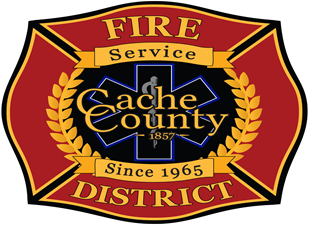 FIRE
Service
Cache
County
1857
Since 1965
DISTRICT